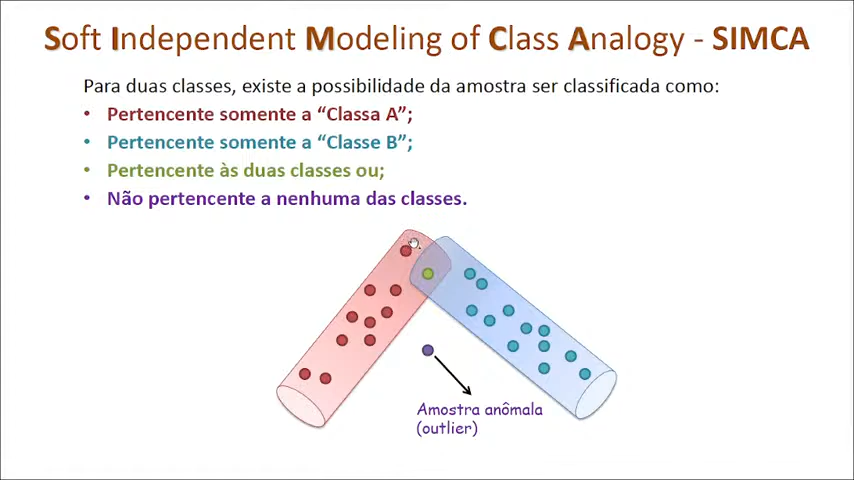 Soft Independent Modeling of Class Analogy - SIMCA
Para duas classes, existe a possibilidade da amostra ser classificada como:
• Pertencente somente a “Classa A”;
• Pertencente somente a “Classe B”;
• Pertencente às duas classes ou;
• Não pertencente a nenhuma das classes.
Amostra anômala
(outlier)